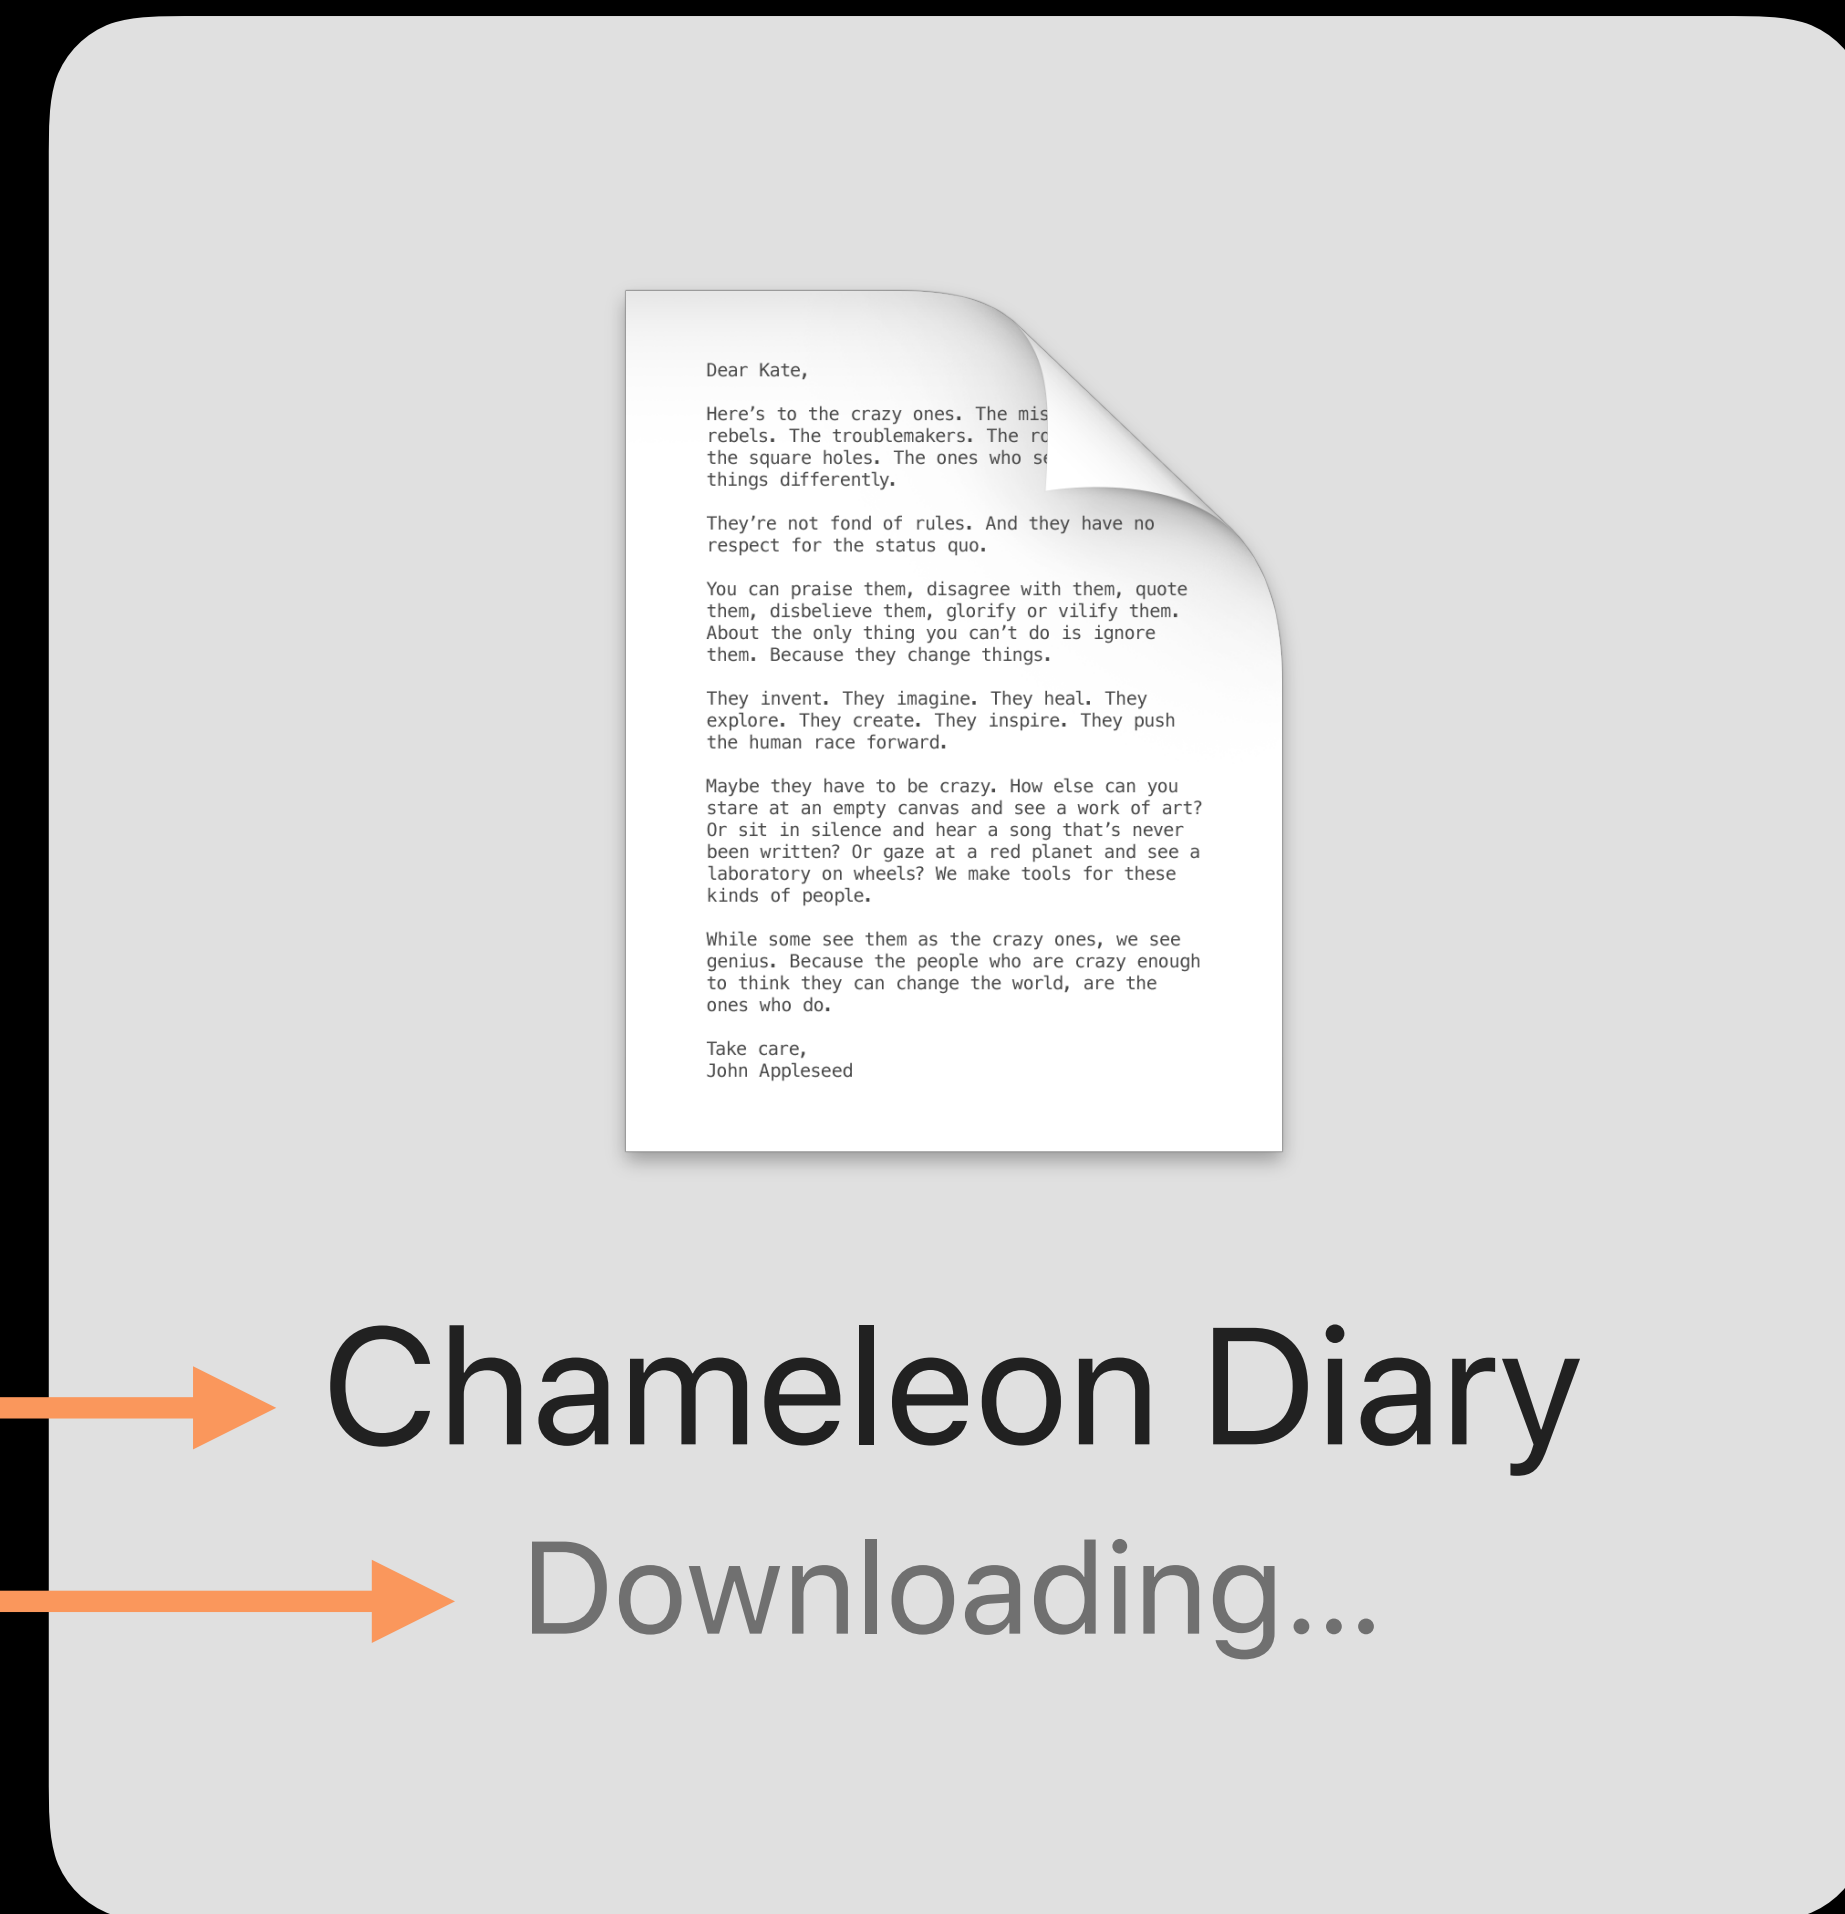 Dear Kate,
Here’s to the crazy ones. The
rebels. The troublemakers. The
the square holes. The ones who
things differently.
They’re not fond of rules. And they have no
respect for the status quo.
You can praise them, disagree with them, quote
them, disbelieve them, glorify or vilify them.
About the only thing you can’t do is ignore
them. Because they change things.
They invent. They imagine. They heal. They
explore. They create. They inspire. They push
the human race forward.
Maybe they have to be crazy. How else can you
stare at an empty canvas and see a work of art?
Or sit in silence and hear a song that’s never
been written? Or gaze at a red planet and see a
laboratory on wheels? We make tools for these
kinds of people.
While some see them as the crazy ones, we see
genius. Because the people who are crazy enough
to think they can change the world, are the
ones who do.
Take care,
John Appleseed
Chameleon Diary
Downloading...